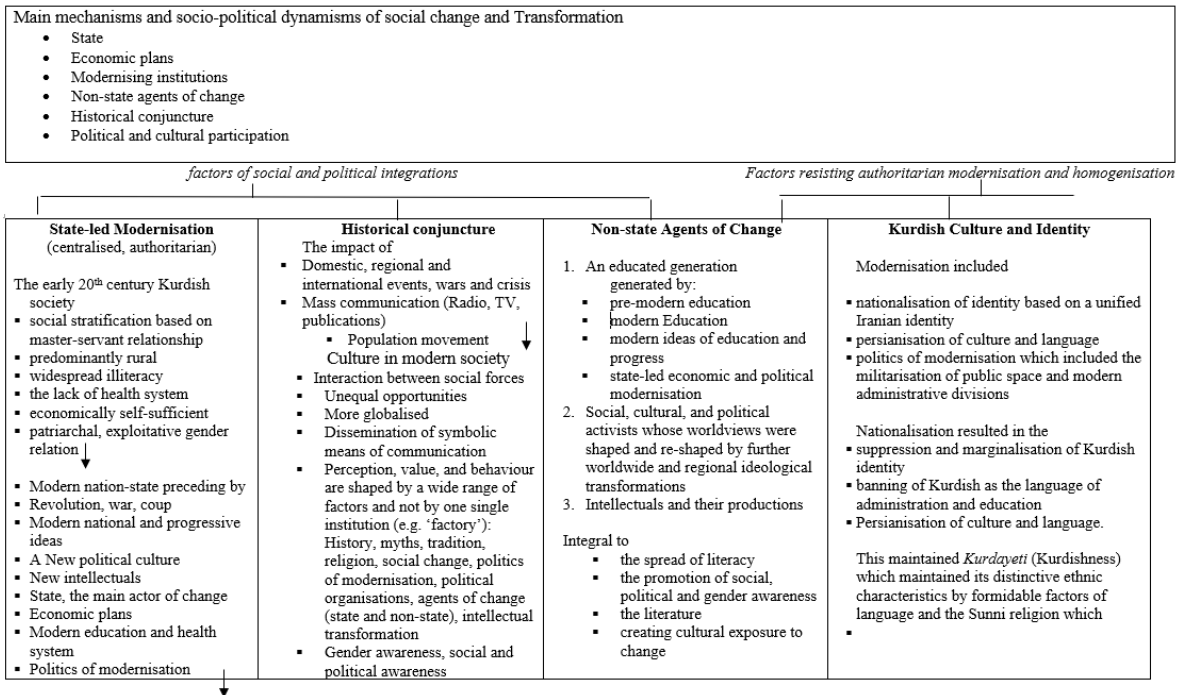 Main mechanisms and socio-political dynamisms of social change and Transformation
• State
• Economic plans
• Modernising institutions
• Non-state agents of change
• Historical conjuncture
• Political and cultural participation
factors of social and political integrations
Factors resisting authoritarian modernisation and homogenisation
State-led Modernisation
(centralised, authoritarian)
The early 20th century Kurdish
society
▪ social stratification based on
master-servant relationship
▪ predominantly rural
▪ widespread illiteracy
▪ the lack of health system
▪ economically self-sufficient
▪ patriarchal, exploitative gender
relation
▪ Modern nation-state preceding by
▪ Revolution, war, coup
▪ Modern national and progressive
ideas
▪ A New political culture
▪ New intellectuals
▪ State, the main actor of change
▪ Economic plans
▪ Modern education and health
system
▪ Politics of modernisation
Historical conjuncture
The impact of
▪ Domestic, regional and
international events, wars and crisis
▪ Mass communication (Radio, TV,
publications)
▪ Population movement
Culture in modern society
▪ Interaction between social forces
▪ Unequal opportunities
▪ More globalised
▪ Dissemination of symbolic
means of communication
▪ Perception, value, and behaviour
are shaped by a wide range of
factors and not by one single
institution (e.g. ‘factory’):
History, myths, tradition,
religion, social change, politics
of modernisation, political
organisations, agents of change
(state and non-state), intellectual
transformation
▪ Gender awareness, social and
political awareness
Non-state Agents of Change
1. An educated generation
generated by:
▪ pre-modern education
▪ modern Education
▪ modern ideas of education and
progress
▪ state-led economic and political
modernisation
2. Social, cultural, and political
activists whose worldviews were
shaped and re-shaped by further
worldwide and regional ideological
transformations
3. Intellectuals and their productions
Integral to
▪ the spread of literacy
▪ the promotion of social,
political and gender awareness
▪ the literature
▪ creating cultural exposure to
change
Kurdish Culture and Identity
Modernisation included
▪ nationalisation of identity based on a unified
Iranian identity
▪ persianisation of culture and language
▪ politics of modernisation which included the
militarisation of public space and modern
administrative divisions
Nationalisation resulted in the
▪ suppression and marginalisation of Kurdish
identity
▪ banning of Kurdish as the language of
administration and education
▪ Persianisation of culture and language.
This maintained Kurdayeti (Kurdishness)
which maintained its distinctive ethnic
characteristics by formidable factors of
language and the Sunni religion which
▪